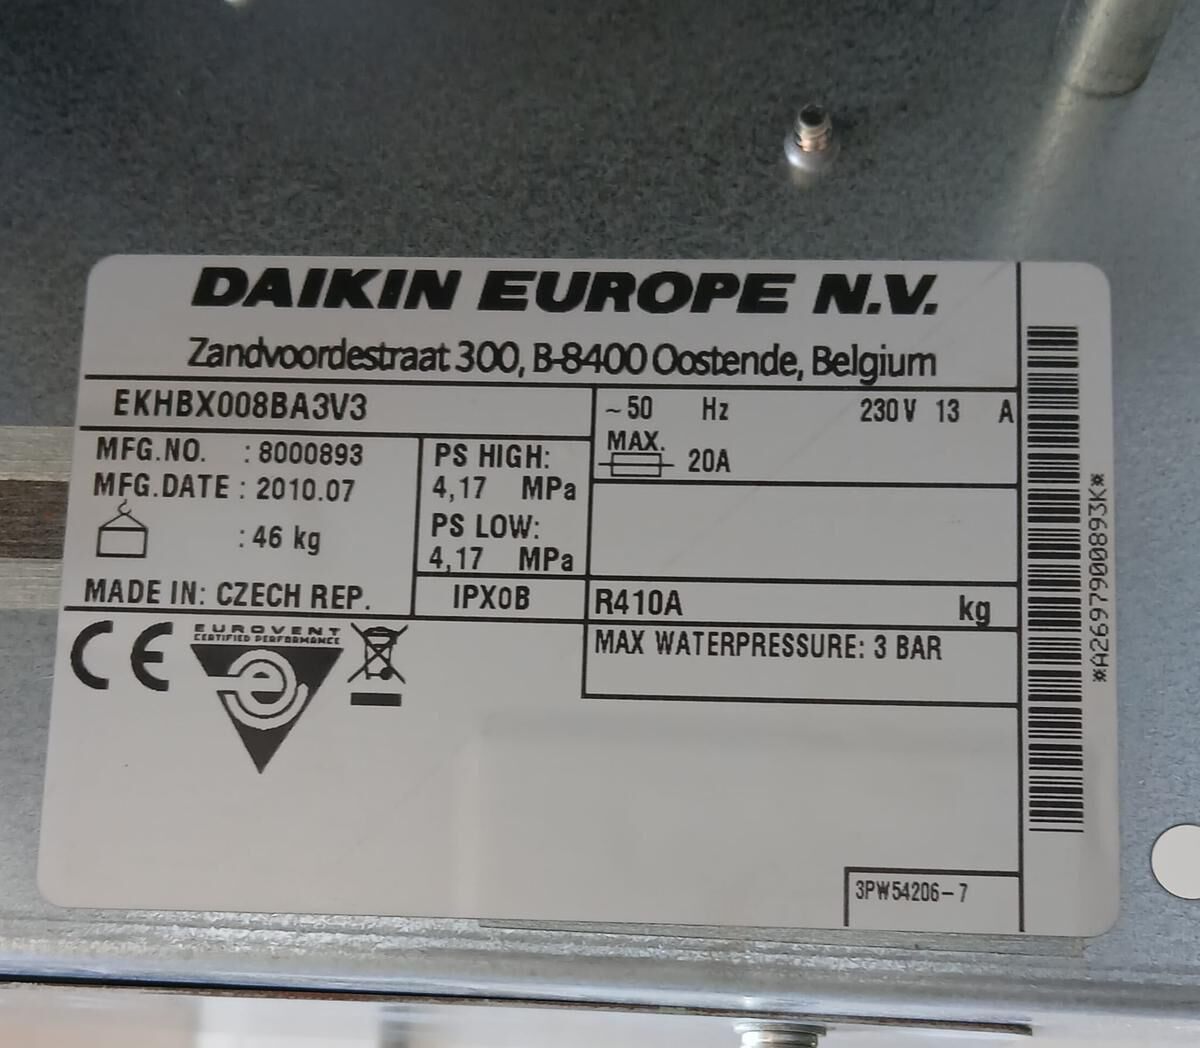 DAIKIN EUROPE N.V.
Zandvoordestraat 300, B-8400 Oostende, Belgium
EKHBX008BA3V3
~50 Hz 230V 13 A
MAX.
20A
MFG.NO. : 8000893
MFG.DATE : 2010.07
: 46 kg
MADE IN: CZECH REP.
PS HIGH:
4,17 MPa
PS LOW:
4,17 MPa
IPX0B
R410A kg
MAX WATERPRESSURE: 3 BAR
CE
EUROVENT
CERTIFIED PERFORMANCE
3PW54206-7
*A2697900893K*